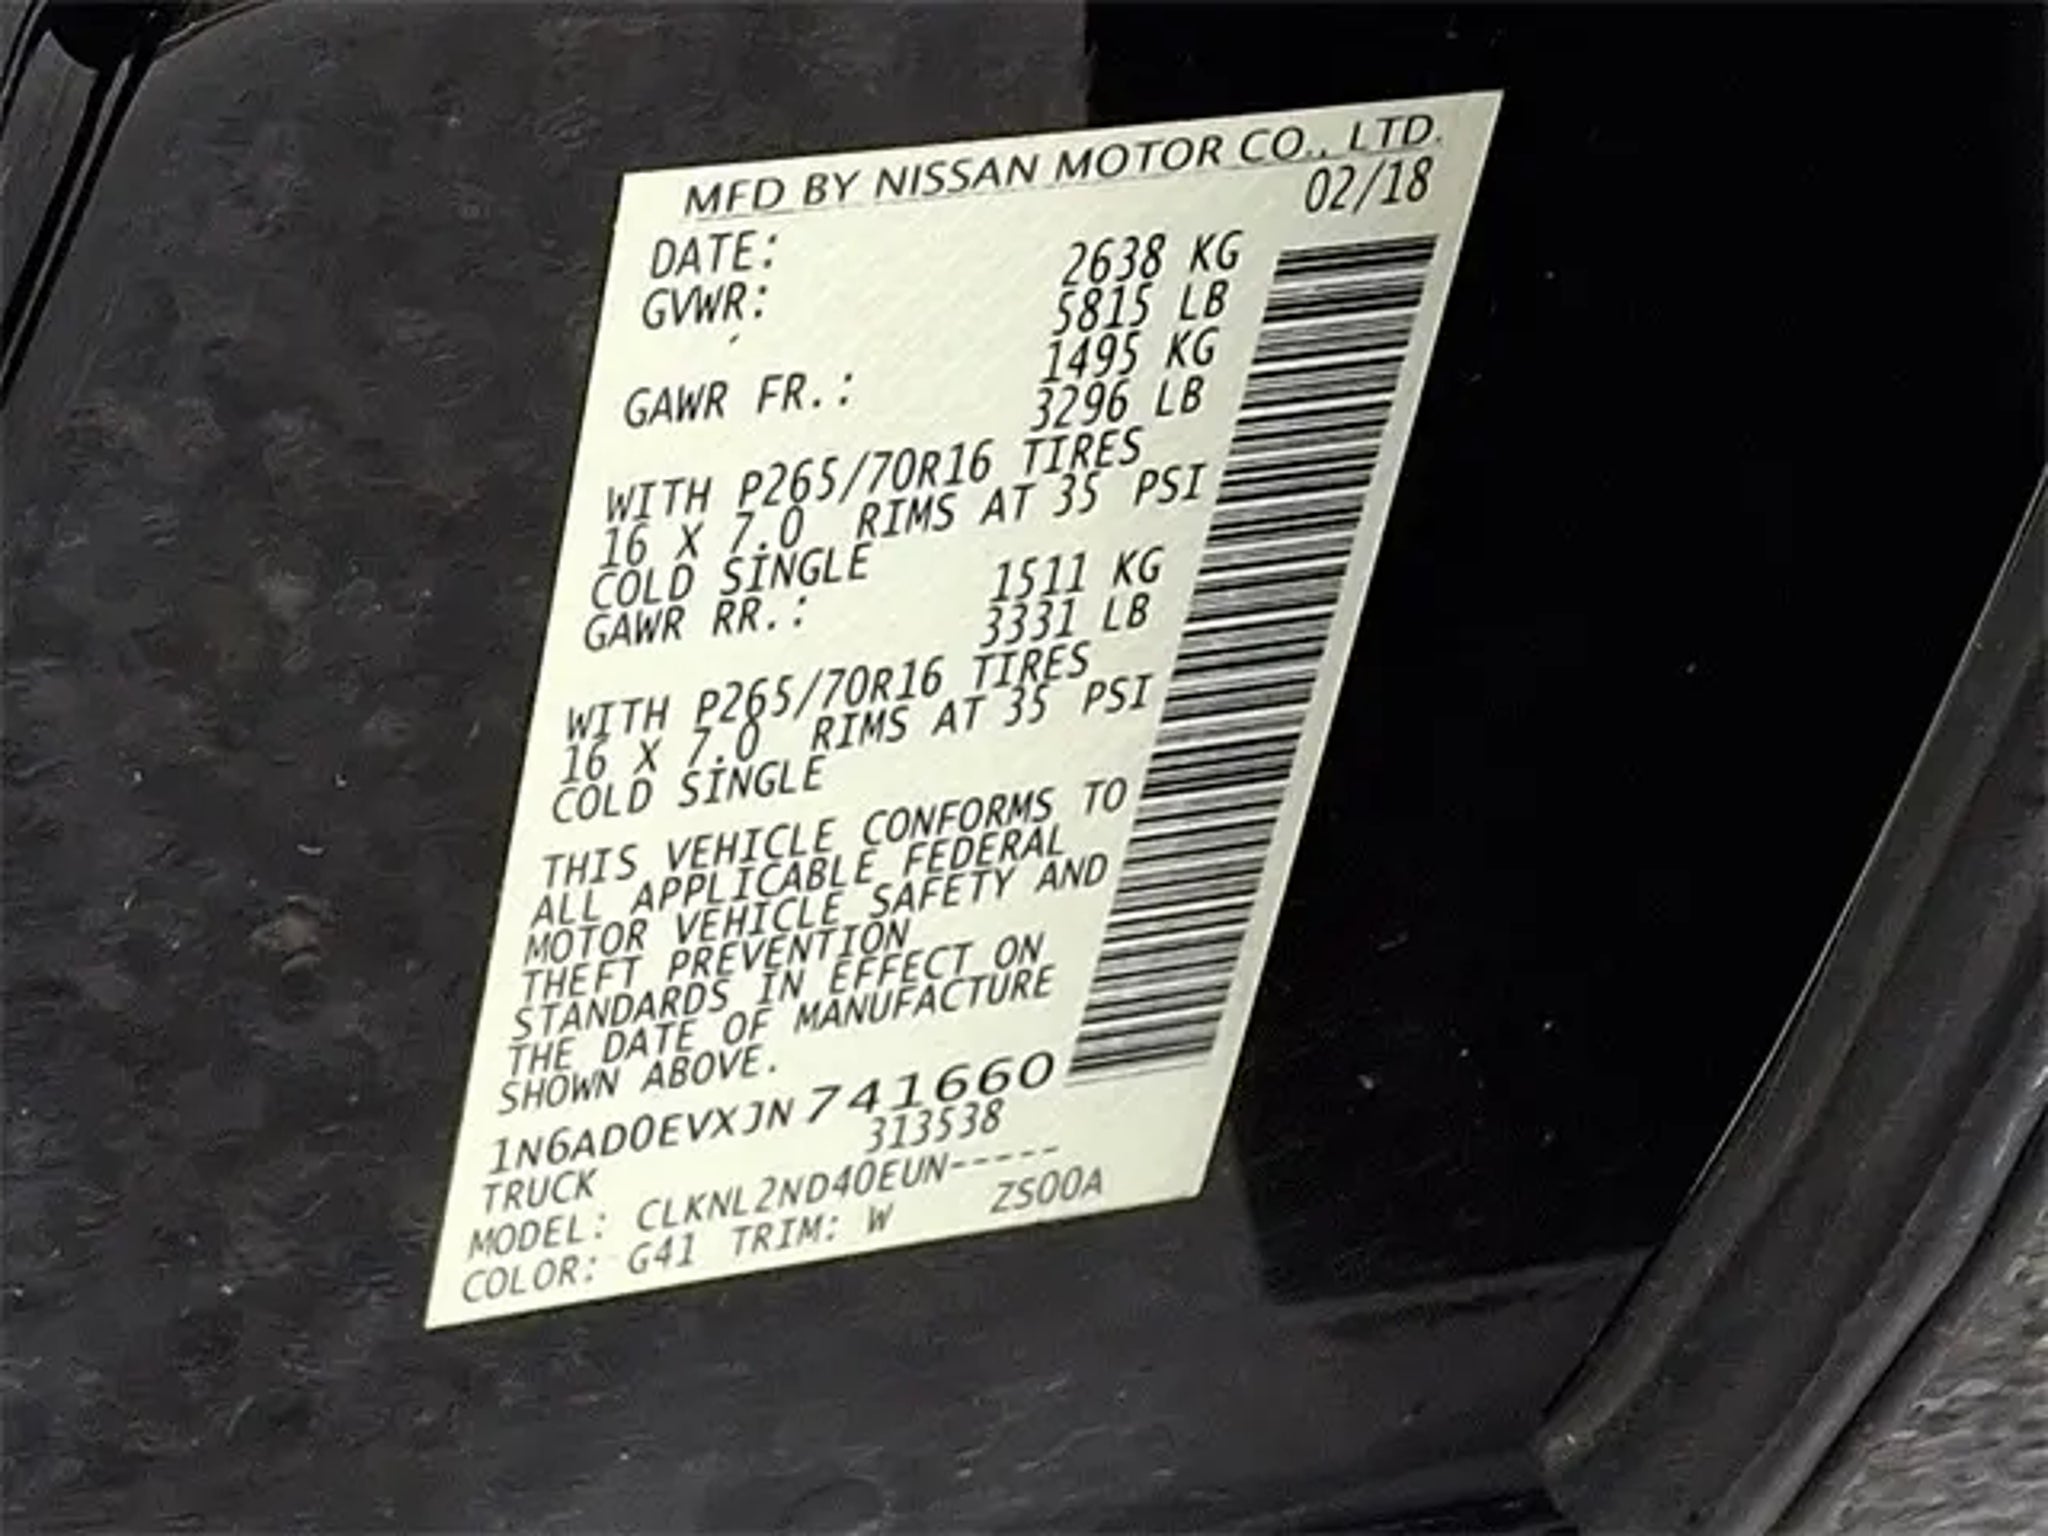 MFD BY NISSAN MOTOR CO., LTD.
DATE: 02/18
GVWR: 2638 KG
5815 LB
GAWR FR.: 1495 KG
3296 LB
WITH P265/70R16 TIRES
16 X 7.0 RIMS AT 35 PSI
COLD SINGLE
GAWR RR.: 1511 KG
3331 LB
WITH P265/70R16 TIRES
16 X 7.0 RIMS AT 35 PSI
COLD SINGLE
THIS VEHICLE CONFORMS TO
ALL APPLICABLE FEDERAL
MOTOR VEHICLE SAFETY AND
THEFT PREVENTION
STANDARDS IN EFFECT ON
THE DATE OF MANUFACTURE
SHOWN ABOVE.
1N6AD0EVXJN741660
TRUCK 313538
MODEL: CLKNL2ND40EUN-----
COLOR: G41 TRIM: W ZS00A